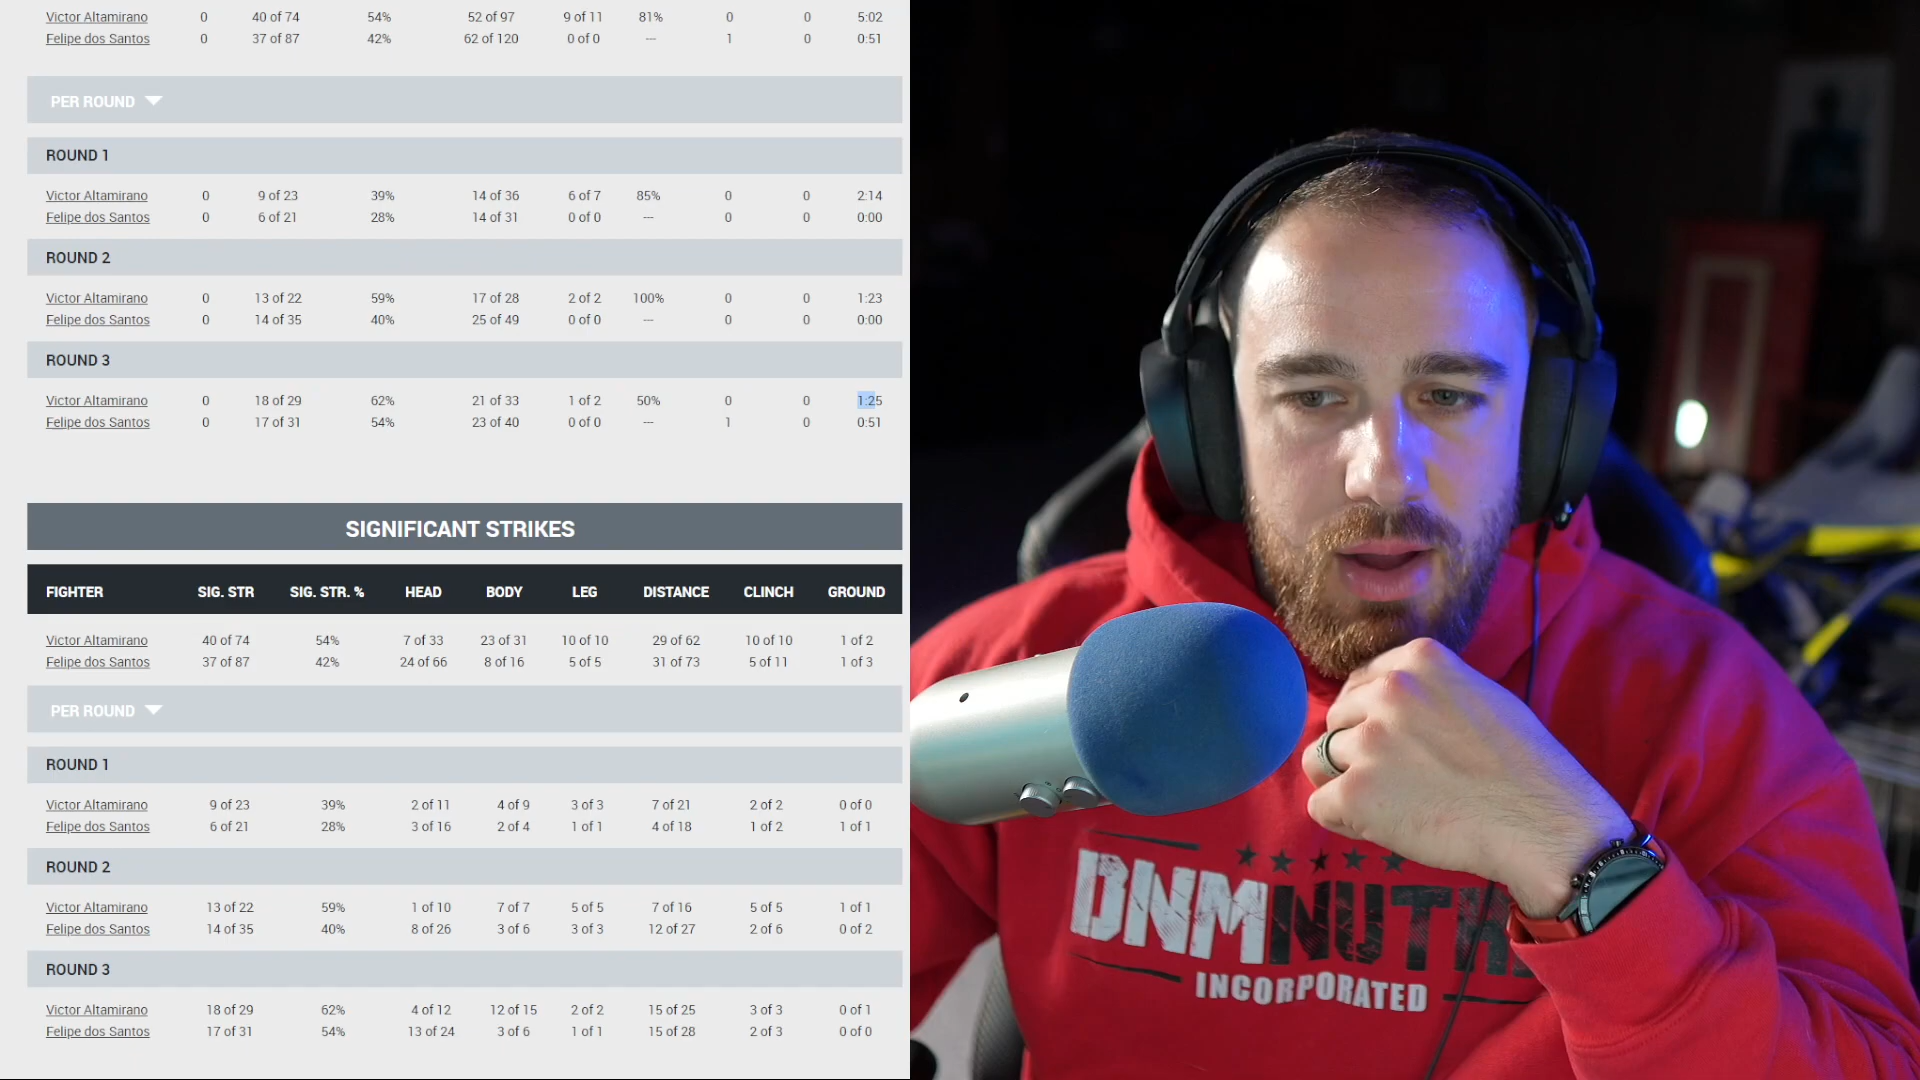 Victor Altamirano 0 40 of 74 54% 52 of 97 9 of 11 81% 0 0 5:02
Felipe dos Santos 0 37 of 87 42% 62 of 120 0 of 0 --- 1 0 0:51
PER ROUND
ROUND 1
Victor Altamirano 0 9 of 23 39% 14 of 36 6 of 7 85% 0 0 2:14
Felipe dos Santos 0 6 of 21 28% 14 of 31 0 of 0 --- 0 0 0:00
ROUND 2
Victor Altamirano 0 13 of 22 59% 17 of 28 2 of 2 100% 0 0 1:23
Felipe dos Santos 0 14 of 35 40% 25 of 49 0 of 0 --- 0 0 0:00
ROUND 3
Victor Altamirano 0 18 of 29 62% 21 of 33 1 of 2 50% 0 0 1:25
Felipe dos Santos 0 17 of 31 54% 23 of 40 0 of 0 --- 1 0 0:51
SIGNIFICANT STRIKES
FIGHTER SIG. STR SIG. STR. % HEAD BODY LEG DISTANCE CLINCH GROUND
Victor Altamirano 40 of 74 54% 7 of 33 23 of 31 10 of 10 29 of 62 10 of 10 1 of 2
Felipe dos Santos 37 of 87 42% 24 of 66 8 of 16 5 of 5 31 of 73 5 of 11 1 of 3
PER ROUND
ROUND 1
Victor Altamirano 9 of 23 39% 2 of 11 4 of 9 3 of 3 7 of 21 2 of 2 0 of 0
Felipe dos Santos 6 of 21 28% 3 of 16 2 of 4 1 of 1 4 of 18 1 of 2 1 of 1
ROUND 2
Victor Altamirano 13 of 22 59% 1 of 10 7 of 7 5 of 5 7 of 16 5 of 5 1 of 1
Felipe dos Santos 14 of 35 40% 8 of 26 3 of 6 3 of 3 12 of 27 2 of 6 0 of 2
ROUND 3
Victor Altamirano 18 of 29 62% 4 of 12 12 of 15 2 of 2 15 of 25 3 of 3 0 of 1
Felipe dos Santos 17 of 31 54% 13 of 24 3 of 6 1 of 1 15 of 28 2 of 3 0 of 0
DNM
INCORPORATED